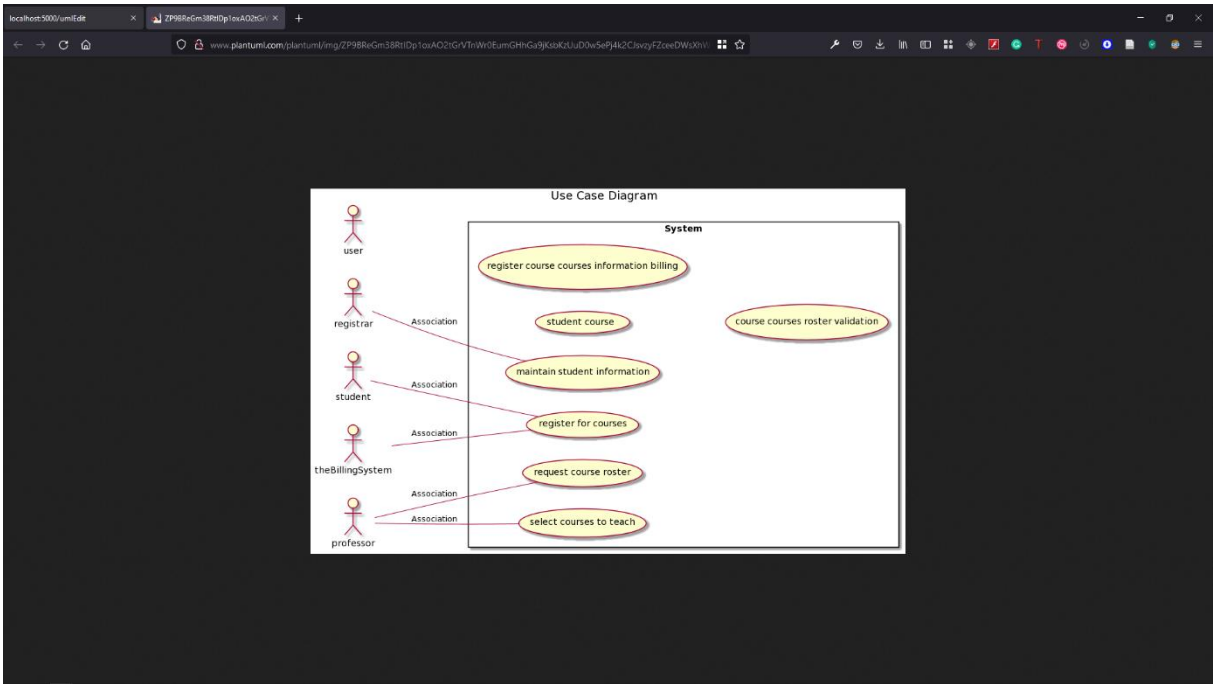 localhost:5000/umlEdit
www.plantuml.com/plantuml/img/
Use Case Diagram
System
user
register course courses information billing
registrar
Association
student course
course courses roster validation
maintain student information
student
Association
register for courses
theBillingSystem
Association
request course roster
professor
Association
Association
select courses to teach